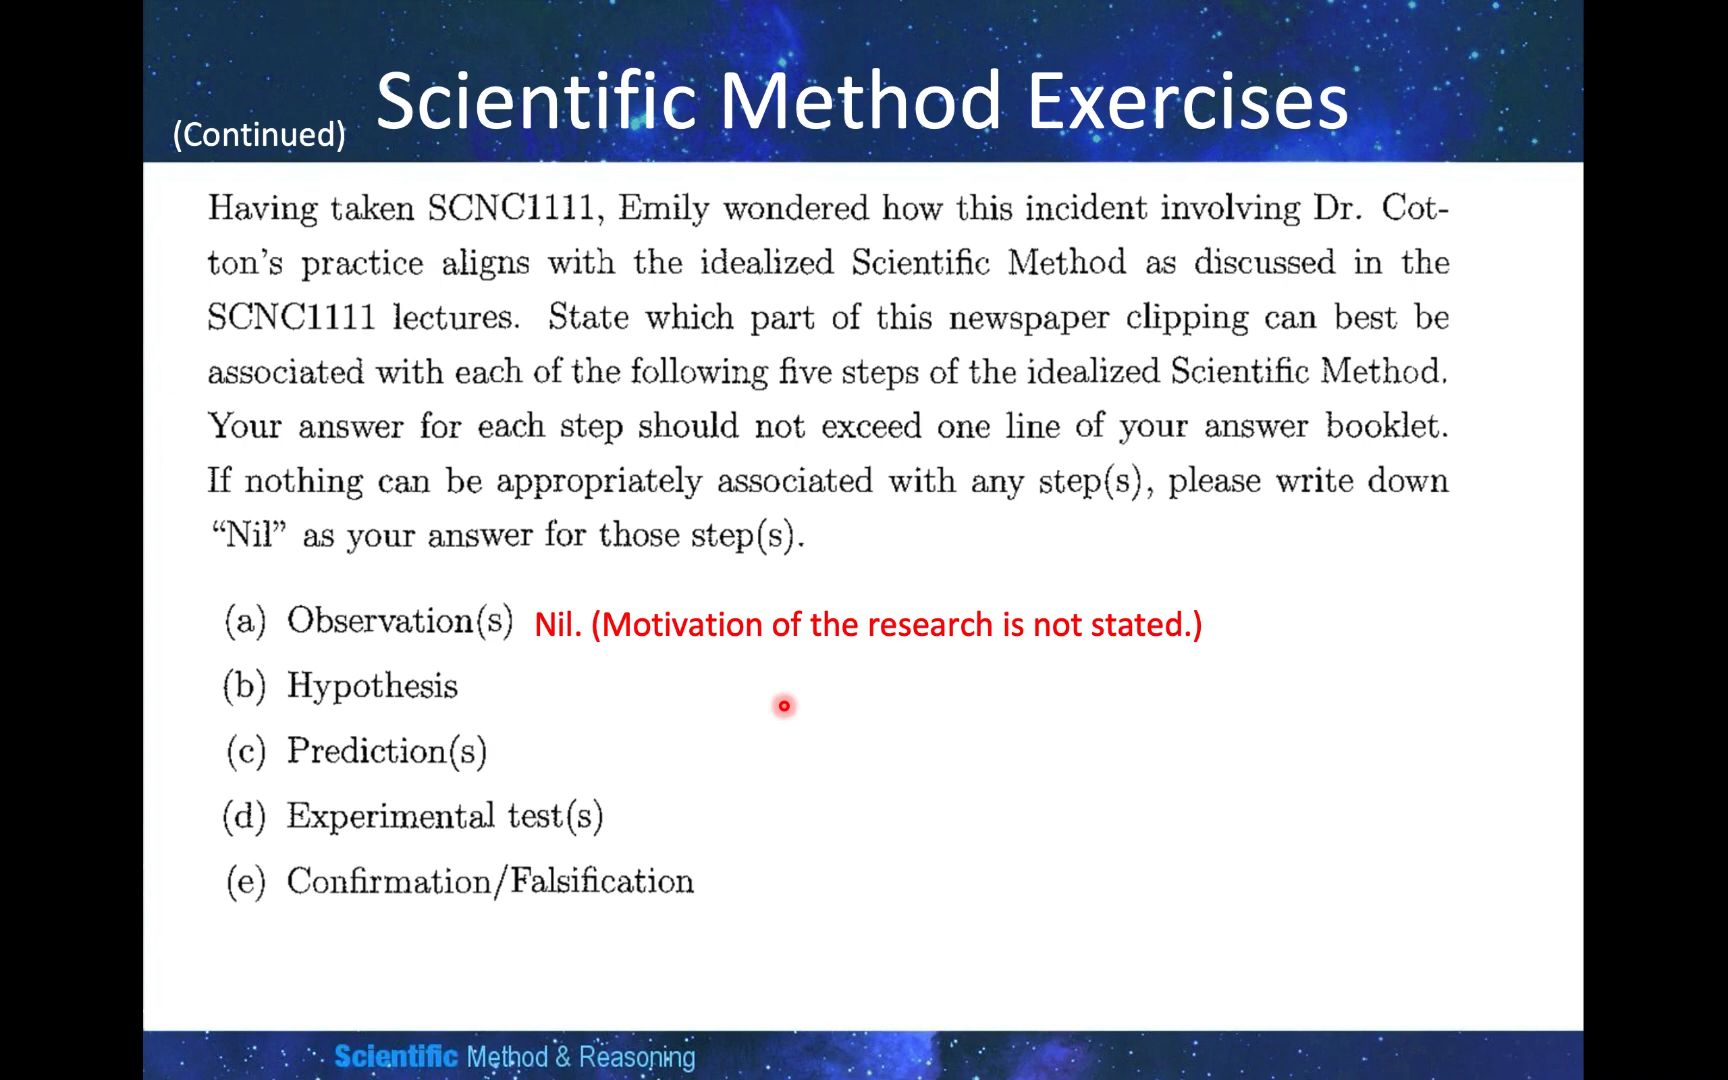 (Continued) Scientific Method Exercises
Having taken SCNC1111, Emily wondered how this incident involving Dr. Cot-
ton's practice aligns with the idealized Scientific Method as discussed in the
SCNC1111 lectures. State which part of this newspaper clipping can best be
associated with each of the following five steps of the idealized Scientific Method.
Your answer for each step should not exceed one line of your answer booklet.
If nothing can be appropriately associated with any step(s), please write down
“Nil” as your answer for those step(s).
(a) Observation(s) Nil. (Motivation of the research is not stated.)
(b) Hypothesis
(c) Prediction(s)
(d) Experimental test(s)
(e) Confirmation/Falsification
Scientific Method & Reasoning